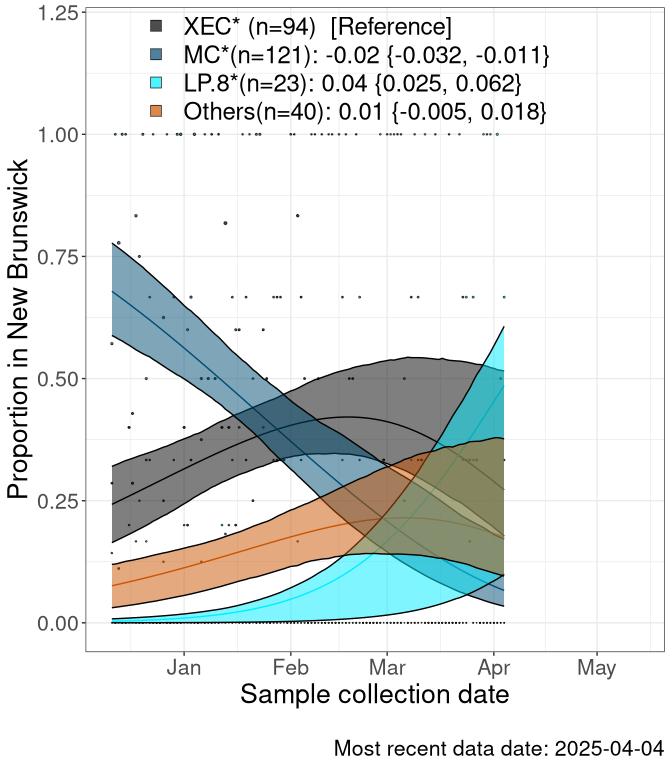 XEC* (n=94) [Reference]
MC*(n=121): -0.02 {-0.032, -0.011}
LP.8*(n=23): 0.04 {0.025, 0.062}
Others(n=40): 0.01 {-0.005, 0.018}
Proportion in New Brunswick
1.25
1.00
0.75
0.50
0.25
0.00
Jan Feb Mar Apr May
Sample collection date
Most recent data date: 2025-04-04